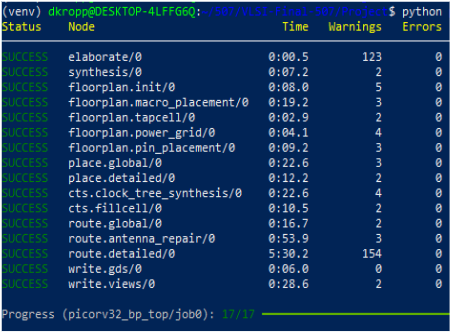 (venv) dkropp@DESKTOP-4LFFG6Q: $ python
Status Node Time Warnings Errors
SUCCESS elaborate/0 0:00.5 123 0
SUCCESS synthesis/0 0:07.2 2 0
SUCCESS floorplan.init/0 0:08.0 5 0
SUCCESS floorplan.macro_placement/0 0:19.2 3 0
SUCCESS floorplan.tapcell/0 0:02.9 2 0
SUCCESS floorplan.power_grid/0 0:04.1 4 0
SUCCESS floorplan.pin_placement/0 0:09.2 3 0
SUCCESS place.global/0 0:22.6 3 0
SUCCESS place.detailed/0 0:12.2 2 0
SUCCESS cts.clock_tree_synthesis/0 0:22.6 4 0
SUCCESS cts.fillcell/0 0:10.5 2 0
SUCCESS route.global/0 0:16.7 2 0
SUCCESS route.antenna_repair/0 0:53.9 3 0
SUCCESS route.detailed/0 5:30.2 154 0
SUCCESS write.gds/0 0:06.0 0 0
SUCCESS write.views/0 0:28.6 2 0
Progress (picorv32_bp_top/job0): 17/17